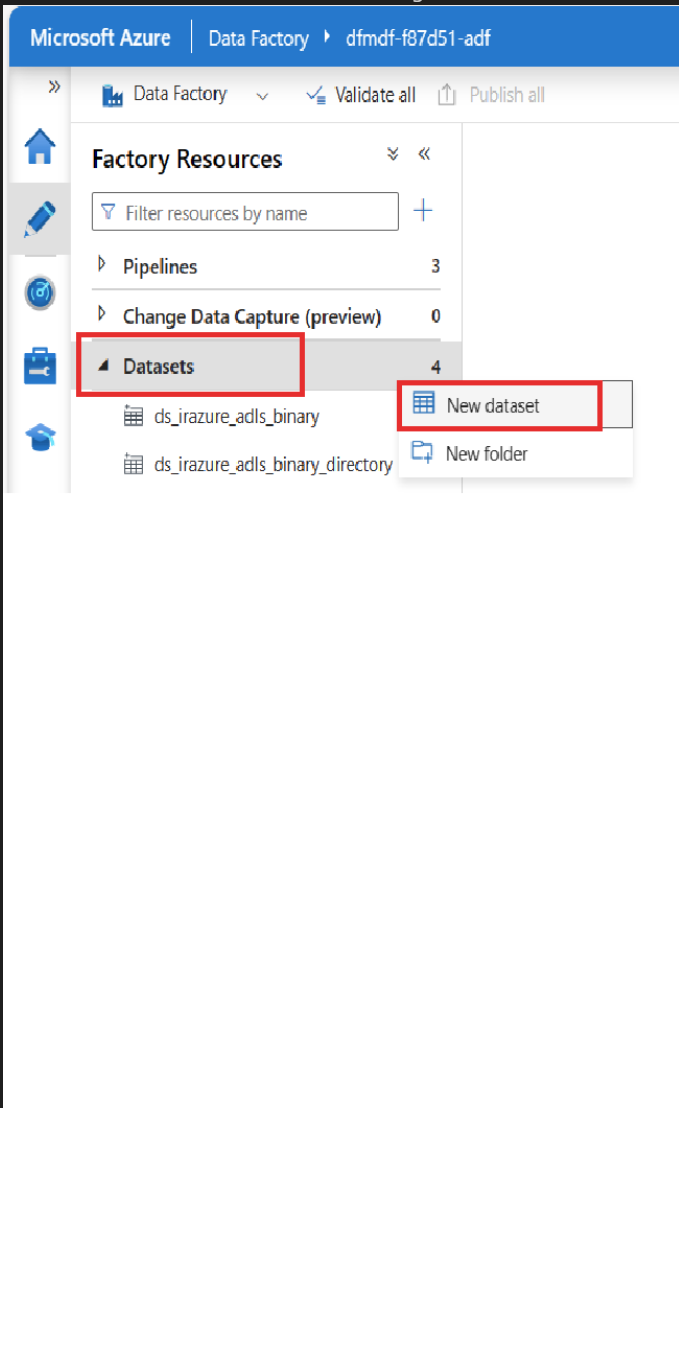 Microsoft Azure Data Factory dfmdf-f87d51-adf
Data Factory Validate all Publish all
Factory Resources
Filter resources by name
Pipelines 3
Change Data Capture (preview) 0
Datasets 4
New dataset
ds_irazure_adls_binary
New folder
ds_irazure_adls_binary_directory